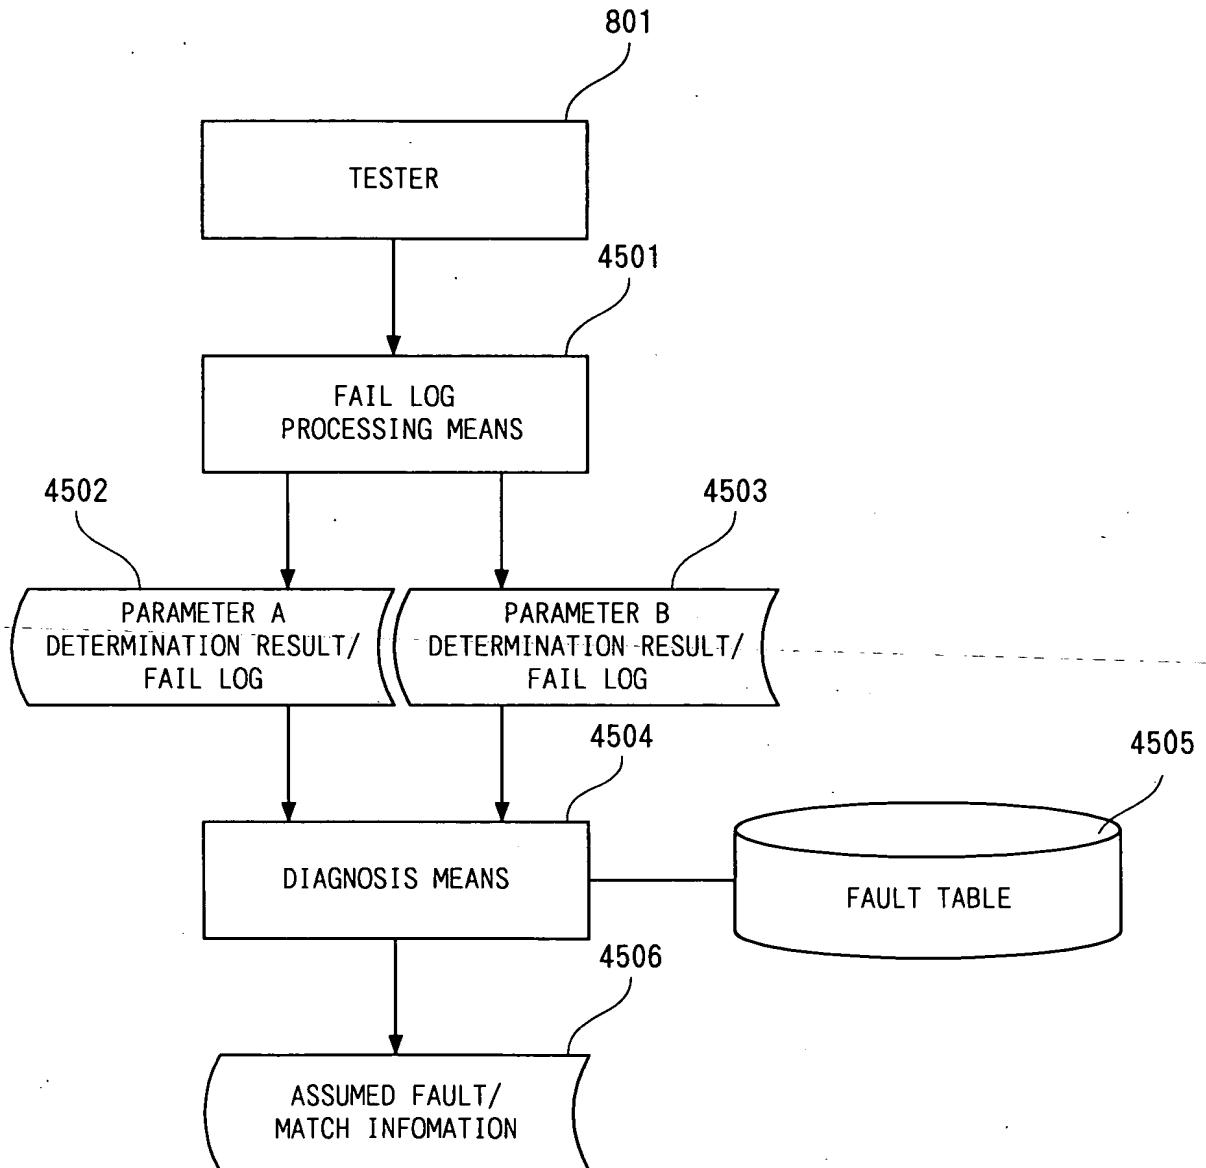 801
TESTER
4501
FAIL LOG
PROCESSING MEANS
4502
4503
PARAMETER A
DETERMINATION RESULT/
FAIL LOG
PARAMETER B
DETERMINATION RESULT/
FAIL LOG
4504
4505
DIAGNOSIS MEANS
FAULT TABLE
4506
ASSUMED FAULT/
MATCH INFOMATION